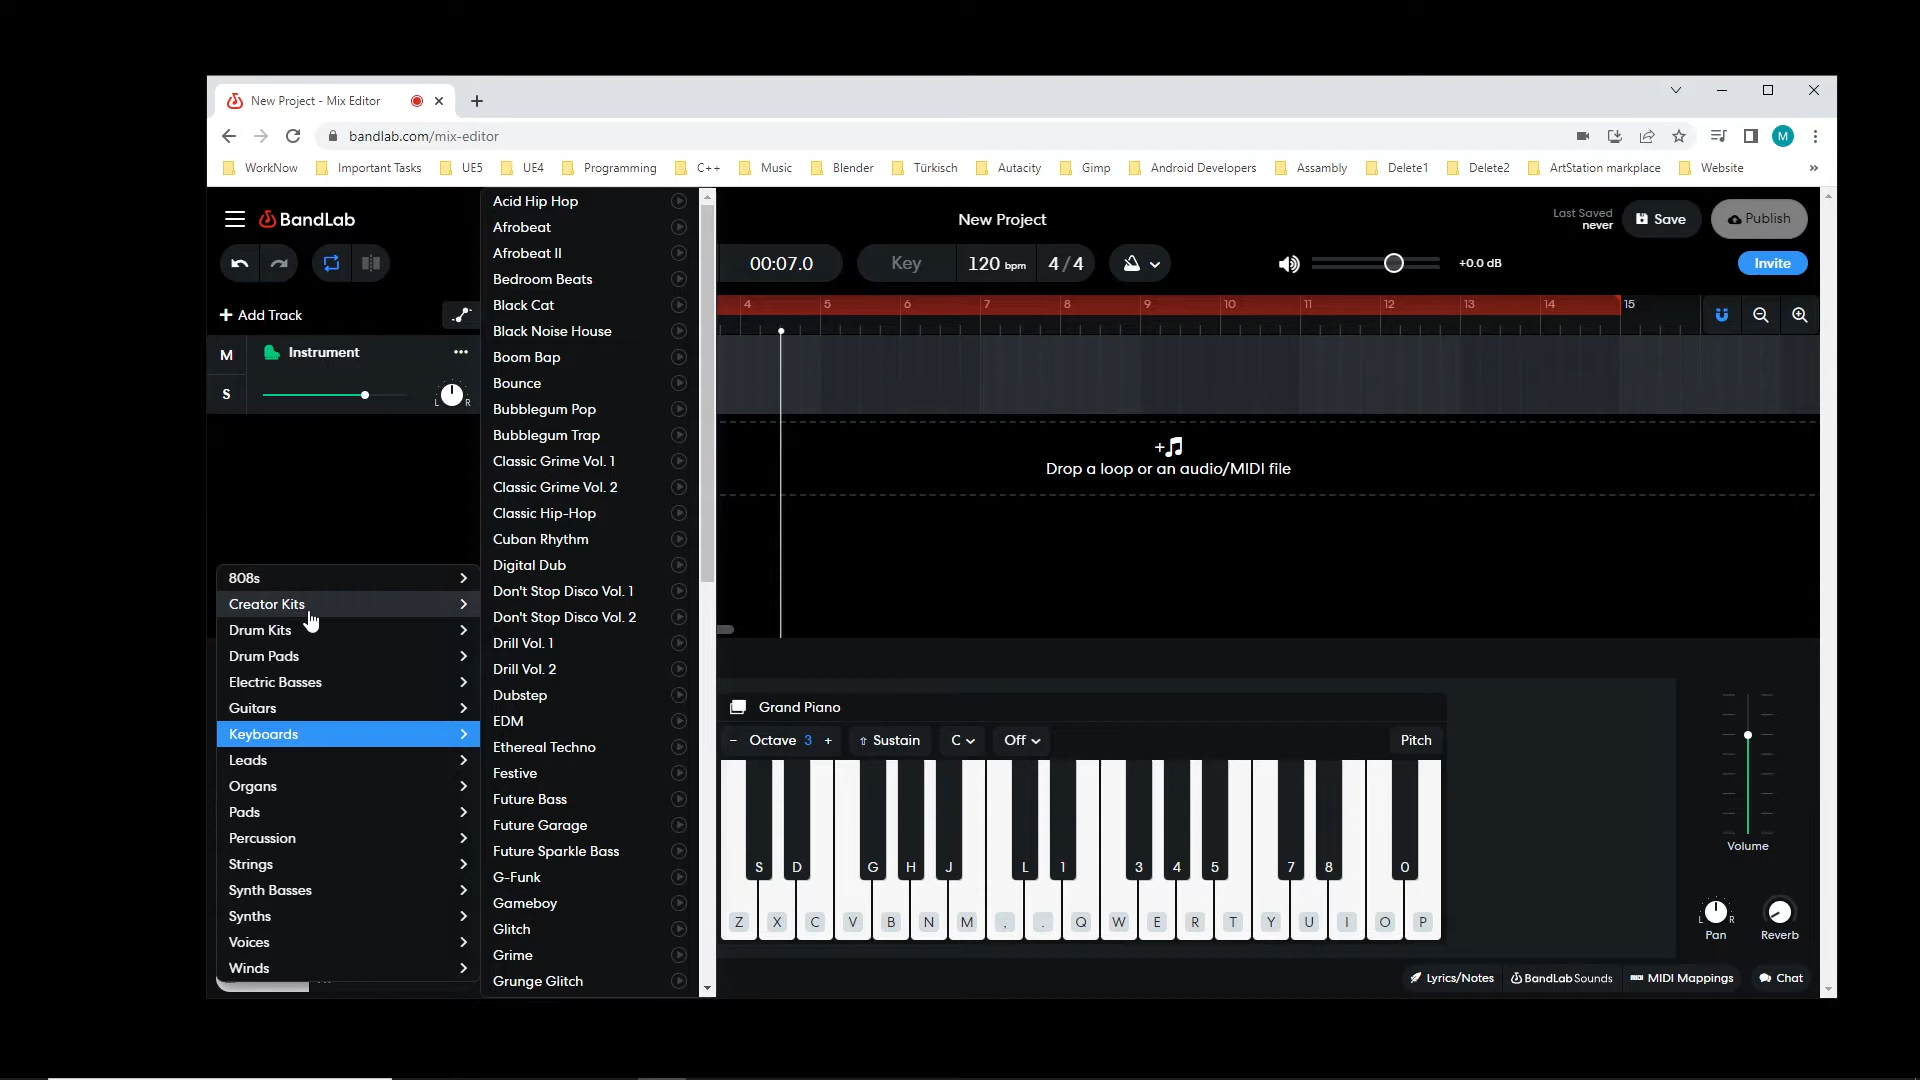 New Project - Mix Editor
bandlab.com/mix-editor
M
WorkNow Important Tasks UE5 UE4 Programming C++ Music Blender Türkisch Autacity Gimp Android Developers Assambly Delete1 Delete2 ArtStation markplace Website »
BandLab
New Project
Last Saved
never
Save
Publish
00:07.0
Key
120 bpm
4/4
+0.0 dB
Invite
+ Add Track
4 5 6 7 8 9 10 11 12 13 14 15
M
Instrument
S
L R
Drop a loop or an audio/MIDI file
808s
Creator Kits
Drum Kits
Drum Pads
Electric Basses
Guitars
Keyboards
Leads
Organs
Pads
Percussion
Strings
Synth Basses
Synths
Voices
Winds
Acid Hip Hop
Afrobeat
Afrobeat II
Bedroom Beats
Black Cat
Black Noise House
Boom Bap
Bounce
Bubblegum Pop
Bubblegum Trap
Classic Grime Vol. 1
Classic Grime Vol. 2
Classic Hip-Hop
Cuban Rhythm
Digital Dub
Don't Stop Disco Vol. 1
Don't Stop Disco Vol. 2
Drill Vol. 1
Drill Vol. 2
Dubstep
EDM
Ethereal Techno
Festive
Future Bass
Future Garage
Future Sparkle Bass
G-Funk
Gameboy
Glitch
Grime
Grunge Glitch
Grand Piano
- Octave 3 +
⇧ Sustain
C
Off
Pitch
S D G H J L 1 3 4 5 7 8 0
Z X C V B N M , . Q W E R T Y U I O P
Volume
L R
Pan
Reverb
Lyrics/Notes
BandLab Sounds
MIDI Mappings
Chat